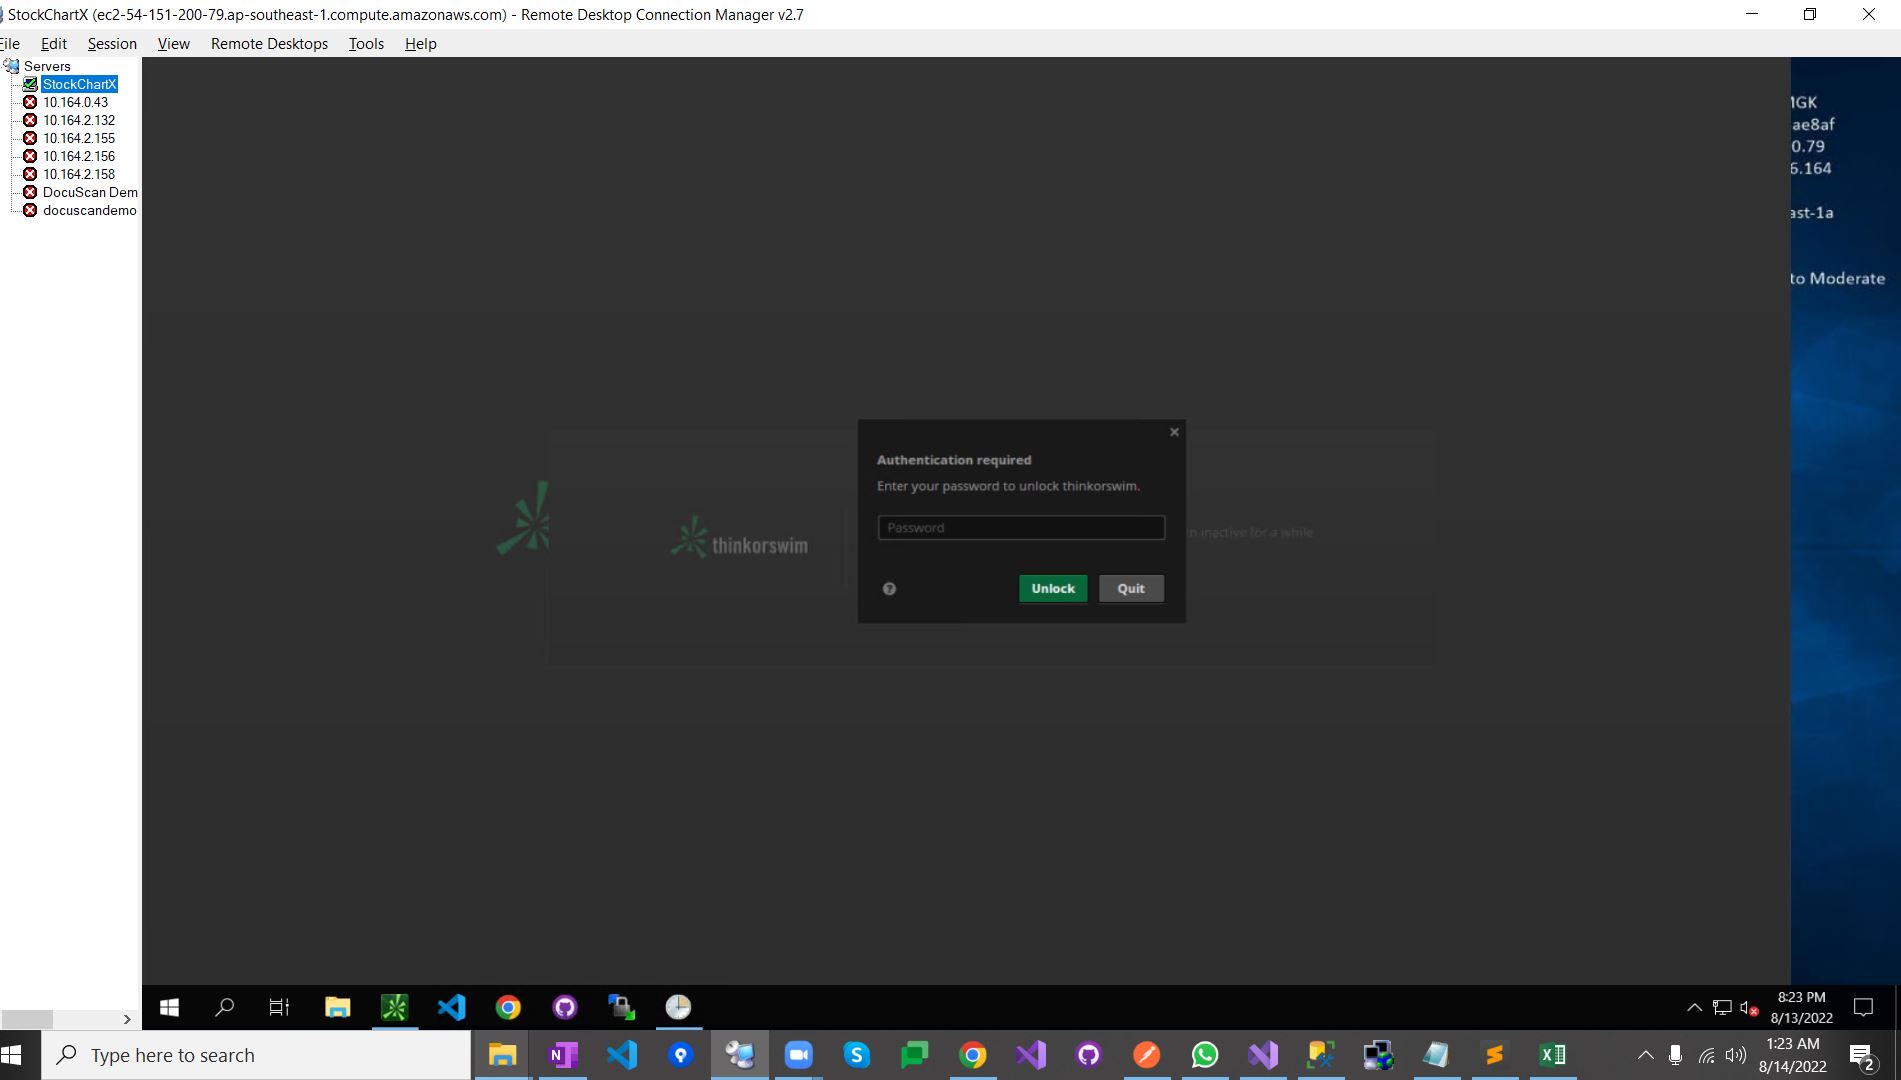 StockChartX (ec2-54-151-200-79.ap-southeast-1.compute.amazonaws.com) - Remote Desktop Connection Manager v2.7
File Edit Session View Remote Desktops Tools Help
Servers
StockChartX
10.164.0.43
10.164.2.132
10.164.2.155
10.164.2.156
10.164.2.158
DocuScan Dem
docuscandemo
MGK
ae8af
0.79
6.164
ast-1a
to Moderate
Authentication required
Enter your password to unlock thinkorswim.
Password
thinkorswim
n inactive for a while
Unlock Quit
8:23 PM
8/13/2022
Type here to search
1:23 AM
8/14/2022
2